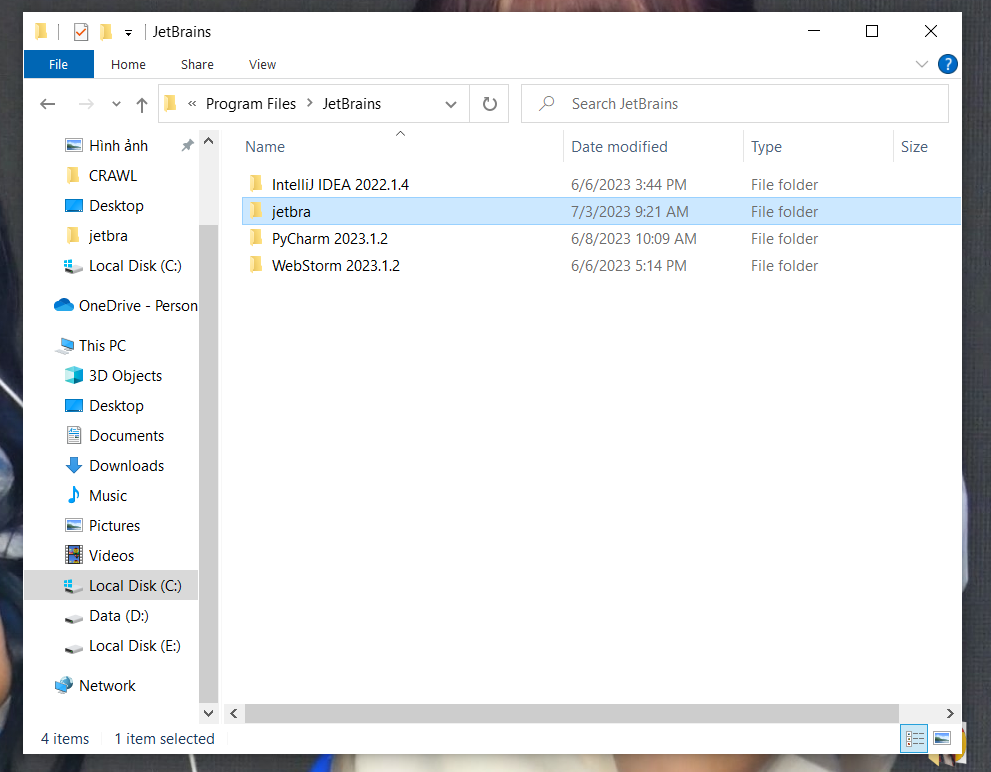 JetBrains
File Home Share View ?
« Program Files > JetBrains Search JetBrains
Name Date modified Type Size
IntelliJ IDEA 2022.1.4 6/6/2023 3:44 PM File folder
jetbra 7/3/2023 9:21 AM File folder
PyCharm 2023.1.2 6/8/2023 10:09 AM File folder
WebStorm 2023.1.2 6/6/2023 5:14 PM File folder
Hình ảnh
CRAWL
Desktop
jetbra
Local Disk (C:)
OneDrive - Person
This PC
3D Objects
Desktop
Documents
Downloads
Music
Pictures
Videos
Local Disk (C:)
Data (D:)
Local Disk (E:)
Network
4 items 1 item selected